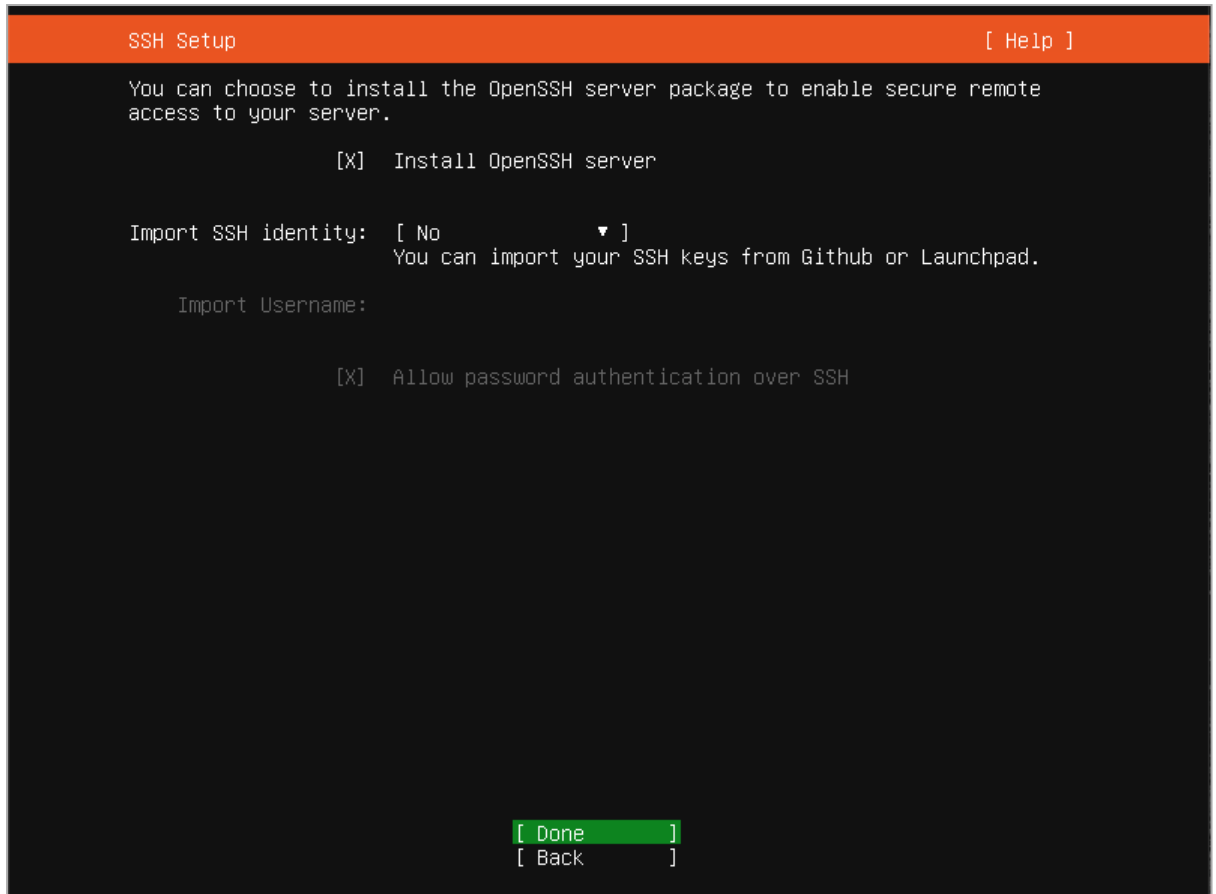 SSH Setup [ Help ]
You can choose to install the OpenSSH server package to enable secure remote
access to your server.
[X] Install OpenSSH server
Import SSH identity: [ No ▼ ]
You can import your SSH keys from Github or Launchpad.
Import Username:
[X] Allow password authentication over SSH
[ Done ]
[ Back ]